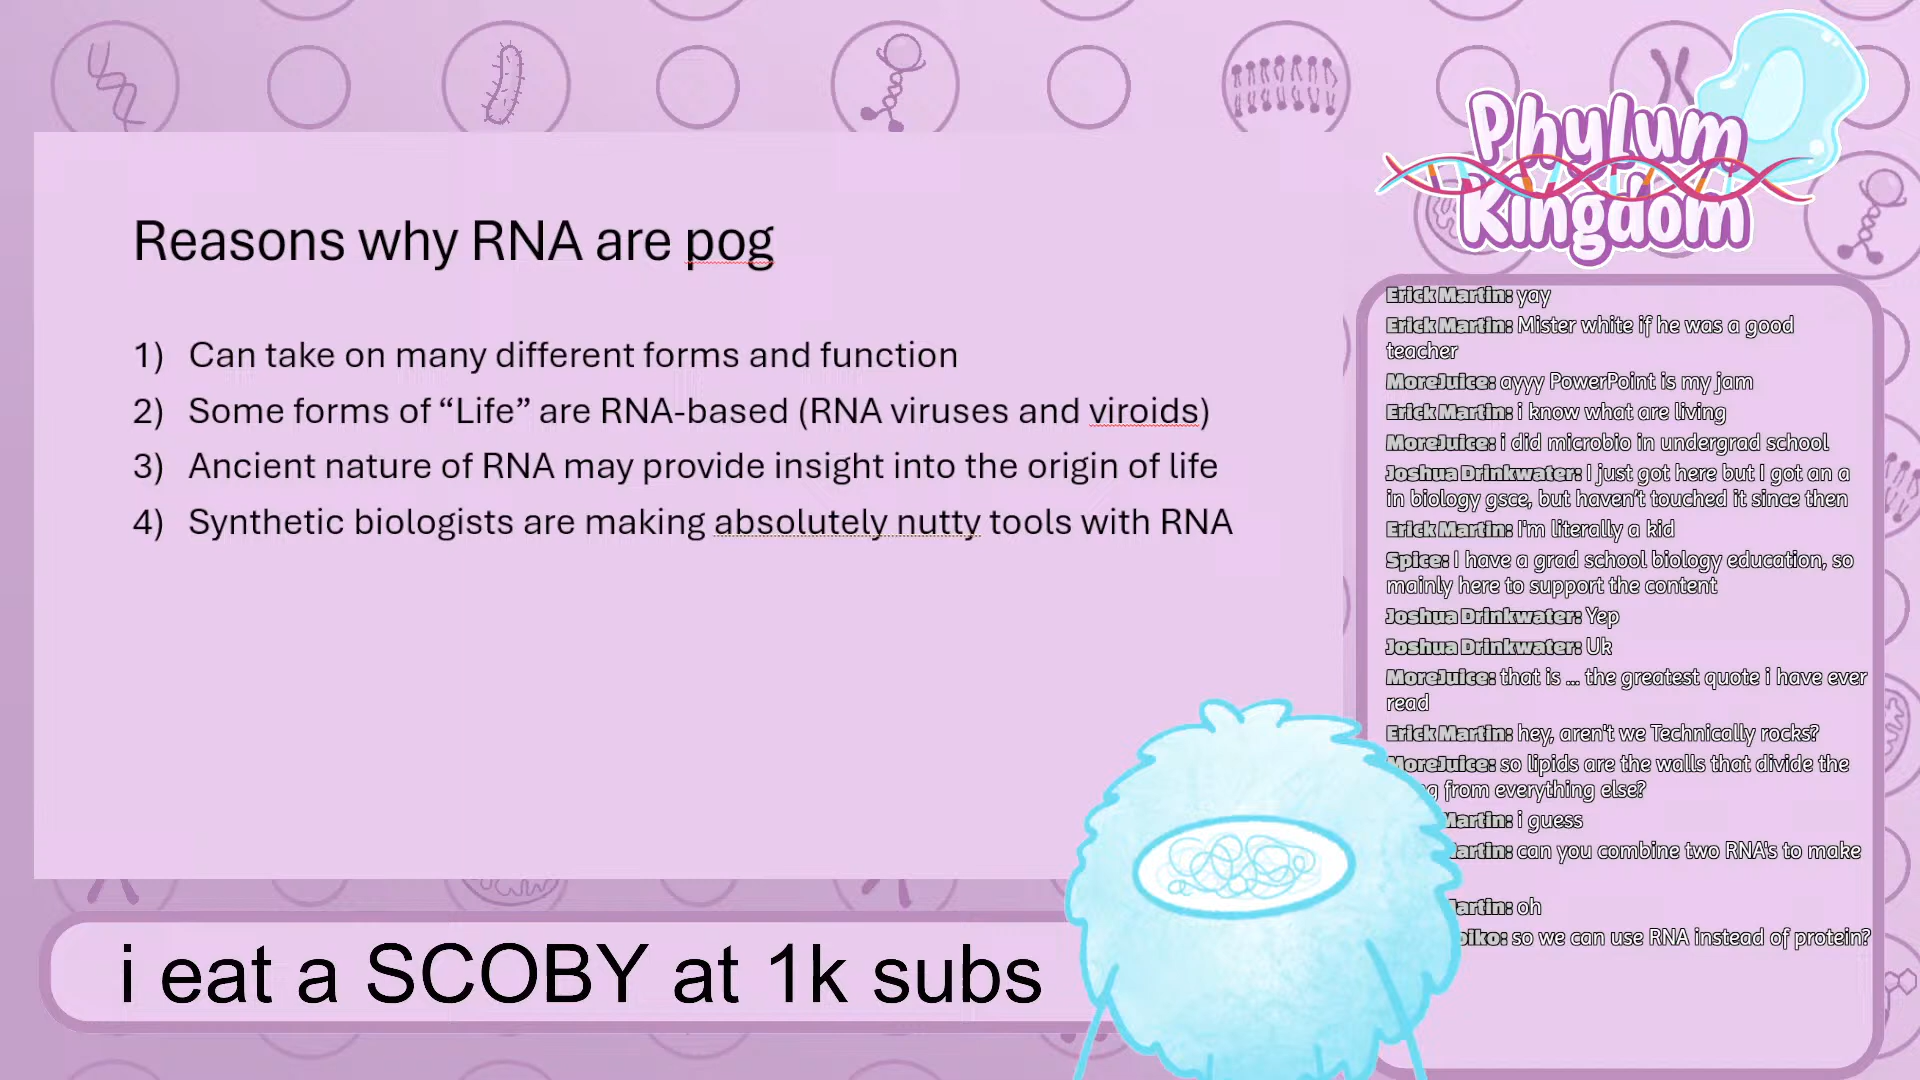 Phylum
Kingdom
Reasons why RNA are pog
1) Can take on many different forms and function
2) Some forms of “Life” are RNA-based (RNA viruses and viroids)
3) Ancient nature of RNA may provide insight into the origin of life
4) Synthetic biologists are making absolutely nutty tools with RNA
Erick Martin: yay
Erick Martin: Mister white if he was a good
teacher
MoreJuice: ayyy PowerPoint is my jam
Erick Martin: i know what are living
MoreJuice: i did microbio in undergrad school
Joshua Drinkwater: I just got here but I got an a
in biology gsce, but haven't touched it since then
Erick Martin: I'm literally a kid
Spice: I have a grad school biology education, so
mainly here to support the content
Joshua Drinkwater: Yep
Joshua Drinkwater: Uk
MoreJuice: that is ... the greatest quote i have ever
read
Erick Martin: hey, aren't we Technically rocks?
MoreJuice: so lipids are the walls that divide the
from everything else?
Martin: i guess
Martin: can you combine two RNA's to make
Martin: oh
so we can use RNA instead of protein?
i eat a SCOBY at 1k subs